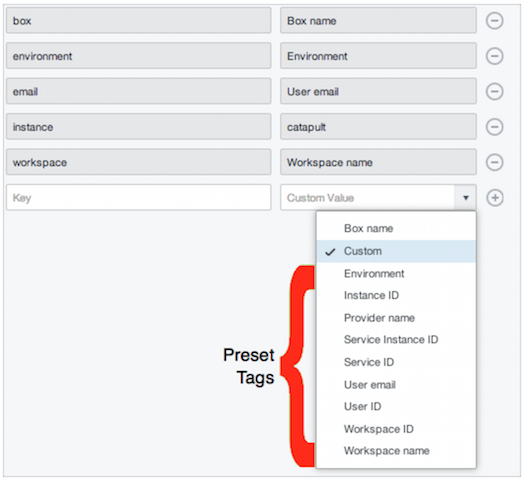 box Box name
environment Environment
email User email
instance catapult
workspace Workspace name
Key Custom Value
Box name
Custom
Environment
Instance ID
Provider name
Service Instance ID
Service ID
User email
User ID
Workspace ID
Workspace name
Preset
Tags